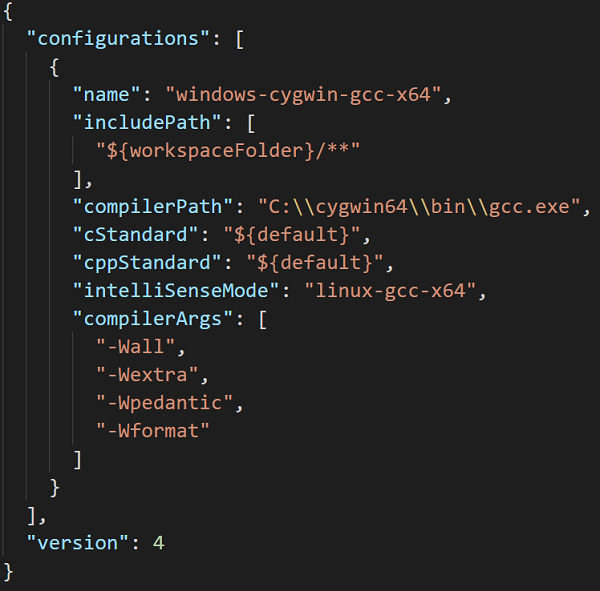 {
"configurations": [
{
"name": "windows-cygwin-gcc-x64",
"includePath": [
"${workspaceFolder}/**"
],
"compilerPath": "C:\\cygwin64\\bin\\gcc.exe",
"cStandard": "${default}",
"cppStandard": "${default}",
"intelliSenseMode": "linux-gcc-x64",
"compilerArgs": [
"-Wall",
"-Wextra",
"-Wpedantic",
"-Wformat"
]
}
],
"version": 4
}